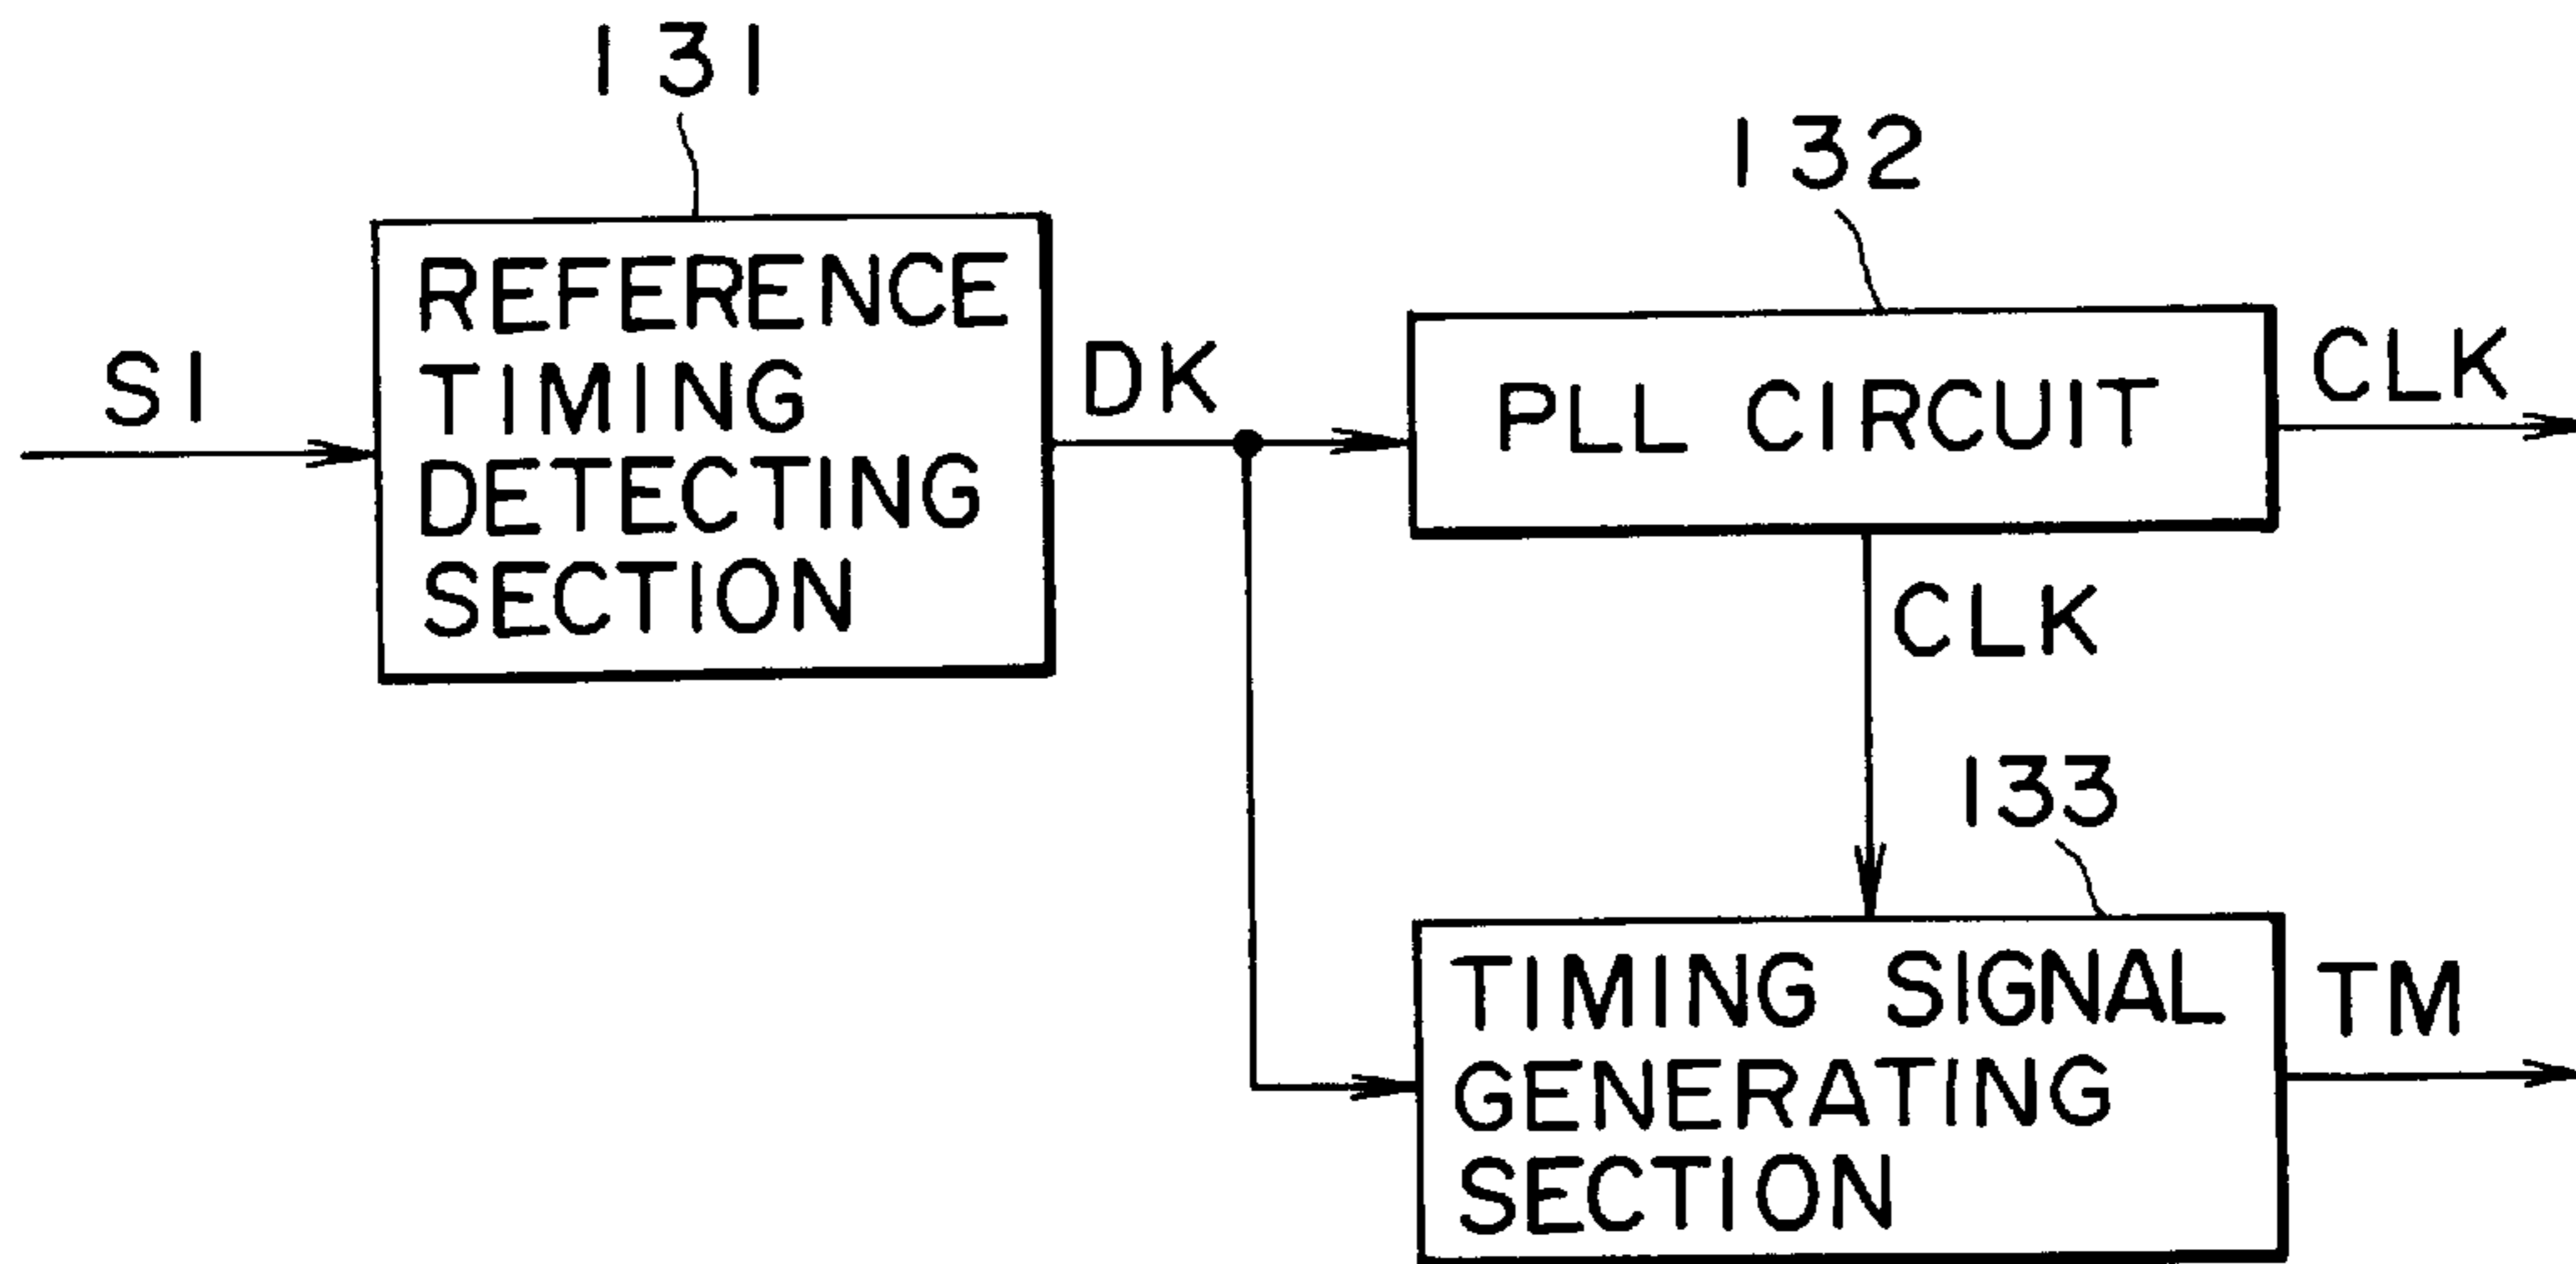 131
REFERENCE
TIMING
DETECTING
SECTION
SI
DK
132
PLL CIRCUIT
CLK
CLK
133
TIMING SIGNAL
GENERATING
SECTION
TM